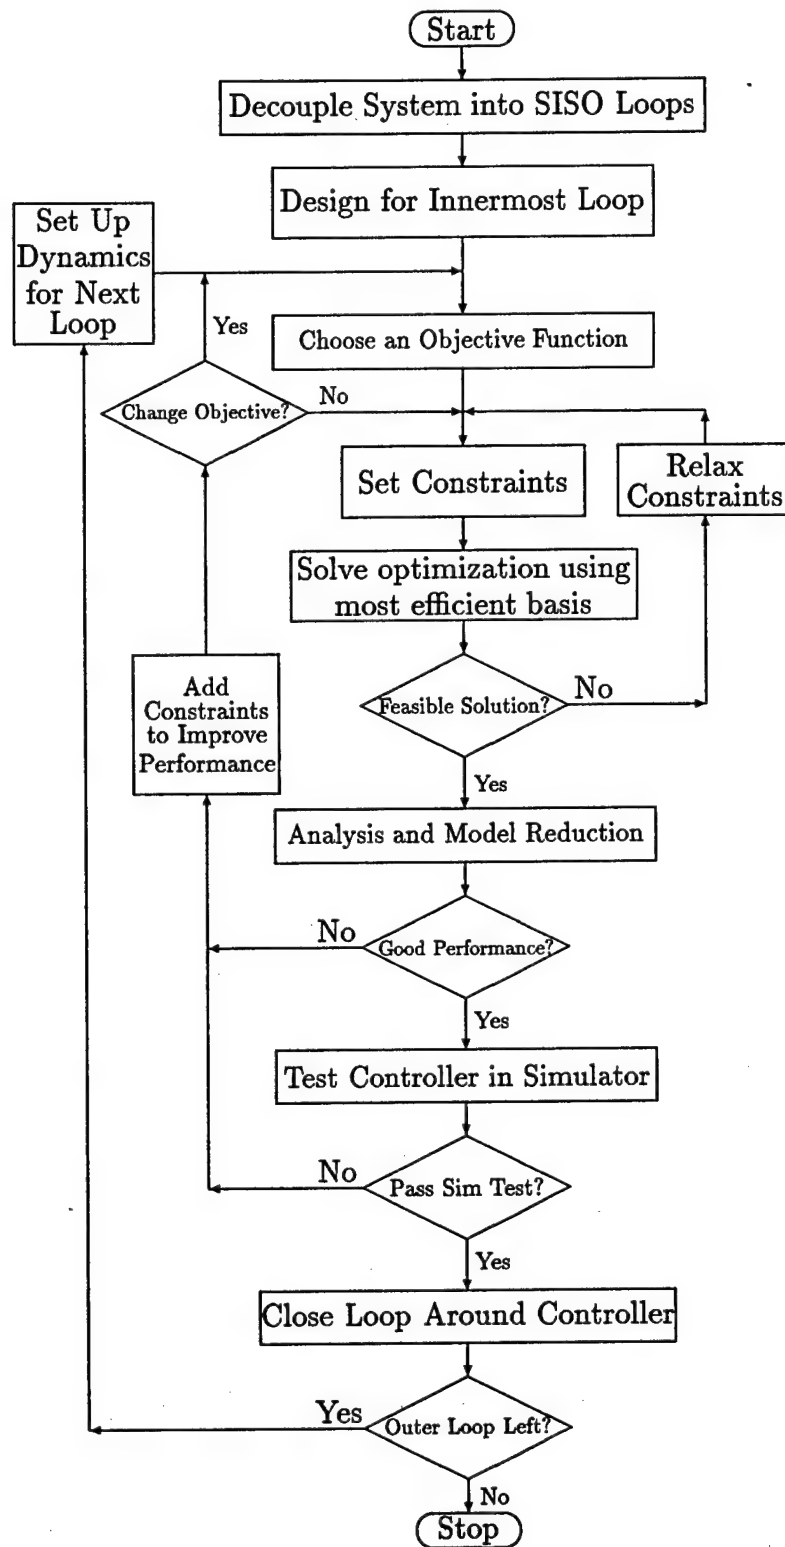 Start
Decouple System into SISO Loops
Design for Innermost Loop
Set Up
Dynamics
for Next
Loop
Yes
Choose an Objective Function
Change Objective?
No
Set Constraints
Relax
Constraints
Solve optimization using
most efficient basis
Add
Constraints
to Improve
Performance
Feasible Solution?
No
Yes
Analysis and Model Reduction
No
Good Performance?
Yes
Test Controller in Simulator
No
Pass Sim Test?
Yes
Close Loop Around Controller
Yes
Outer Loop Left?
No
Stop